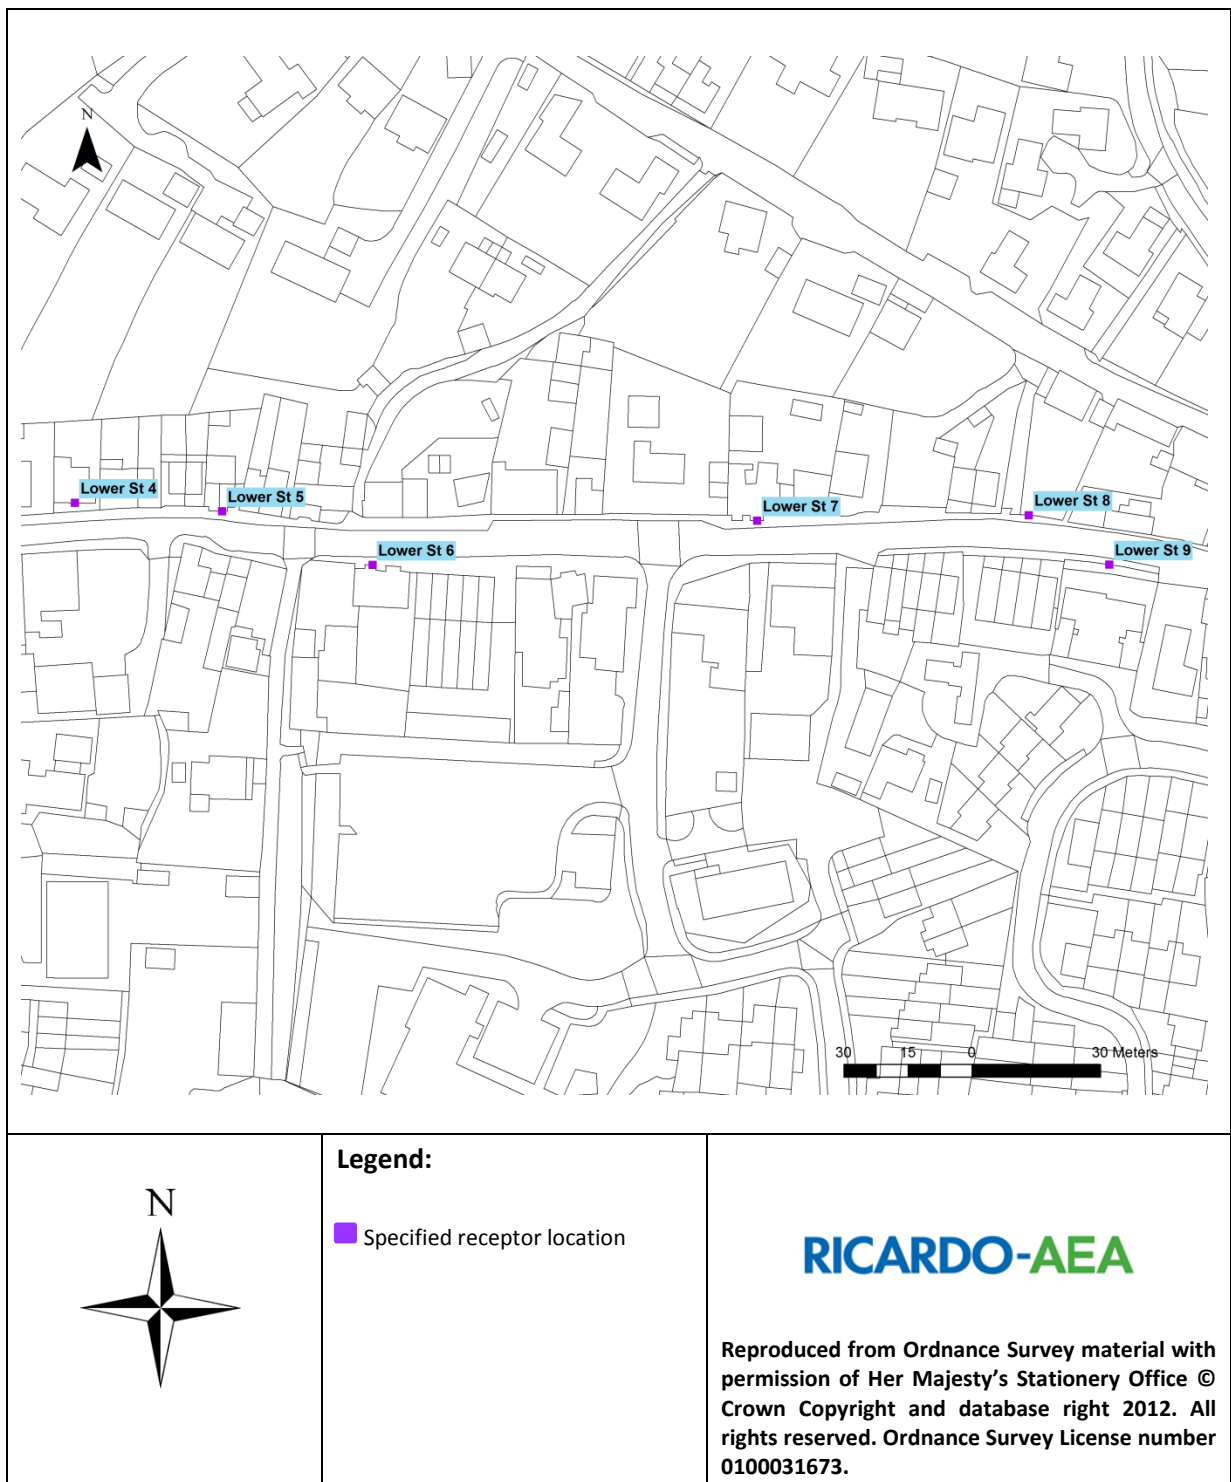 N
Lower St 4
Lower St 5
Lower St 6
Lower St 7
Lower St 8
Lower St 9
30 15 0 30 Meters
N
Legend:
Specified receptor location
RICARDO-AEA
Reproduced from Ordnance Survey material with
permission of Her Majesty’s Stationery Office ©
Crown Copyright and database right 2012. All
rights reserved. Ordnance Survey License number
0100031673.